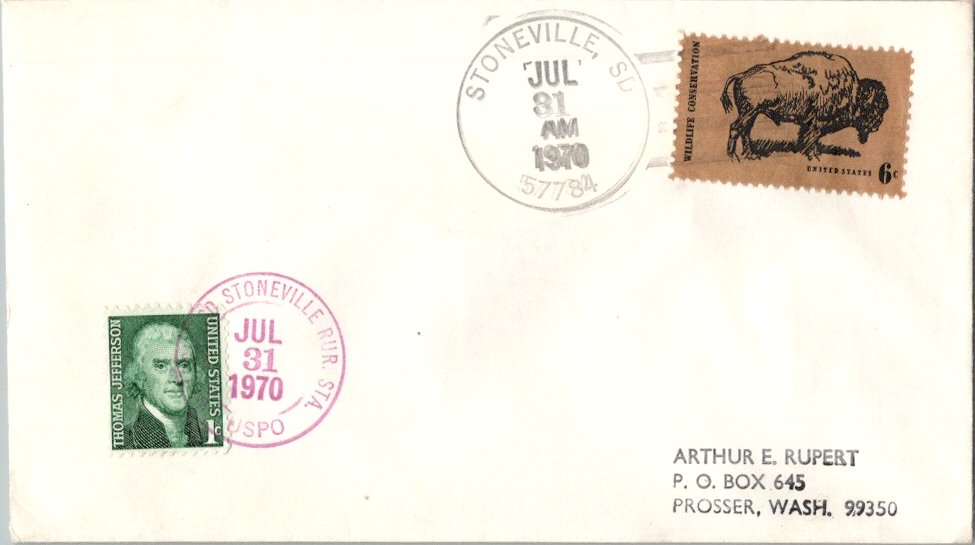 STONEVILLE, SD
JUL
31
AM
1970
57784
WILDLIFE CONSERVATION
UNITED STATES 6c
SD STONEVILLE RUR. STA.
JUL
31
1970
USPO
THOMAS JEFFERSON
UNITED STATES
1c
ARTHUR E. RUPERT
P. O. BOX 645
PROSSER, WASH. 99350